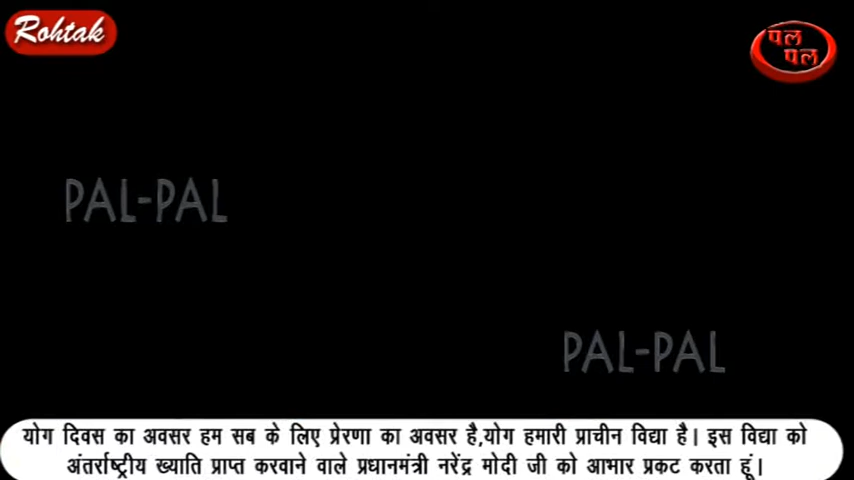 Rohtak
पल
पल
PAL-PAL
PAL-PAL
योग दिवस का अवसर हम सब के लिए प्रेरणा का अवसर है,योग हमारी प्राचीन विद्या है। इस विद्या को
अंतर्राष्ट्रीय ख्याति प्राप्त करवाने वाले प्रधानमंत्री नरेंद्र मोदी जी को आभार प्रकट करता हूं।